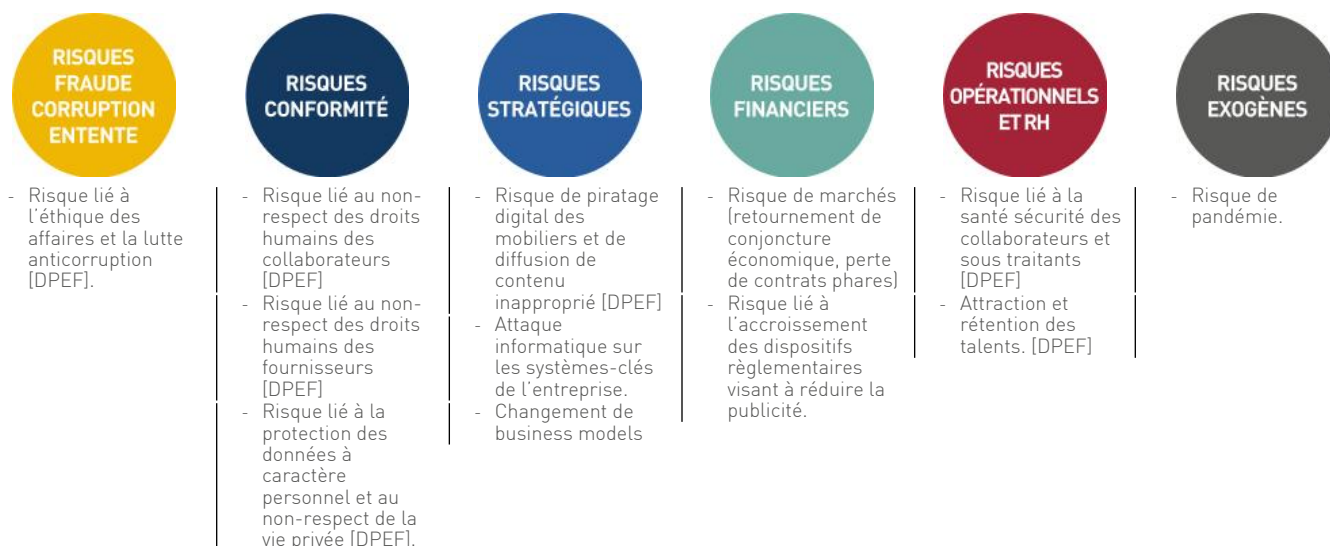 RISQUES
FRAUDE
CORRUPTION
ENTENTE
- Risque lié à
l'éthique des
affaires et la lutte
anticorruption
[DPEF].
RISQUES
CONFORMITÉ
- Risque lié au non-
respect des droits
humains des
collaborateurs
[DPEF]
- Risque lié au non-
respect des droits
humains des
fournisseurs
[DPEF]
- Risque lié à la
protection des
données à
caractère
personnel et au
non-respect de la
vie privée [DPEF].
RISQUES
STRATÉGIQUES
- Risque de piratage
digital des
mobiliers et de
diffusion de
contenu
inapproprié [DPEF]
- Attaque
informatique sur
les systèmes-clés
de l'entreprise.
- Changement de
business models
RISQUES
FINANCIERS
- Risque de marchés
(retournement de
conjoncture
économique, perte
de contrats phares)
- Risque lié à
l'accroissement
des dispositifs
règlementaires
visant à réduire la
publicité.
RISQUES
OPÉRATIONNELS
ET RH
- Risque lié à la
santé sécurité des
collaborateurs et
sous traitants
[DPEF]
- Attraction et
rétention des
talents. [DPEF]
RISQUES
EXOGÈNES
- Risque de
pandémie.